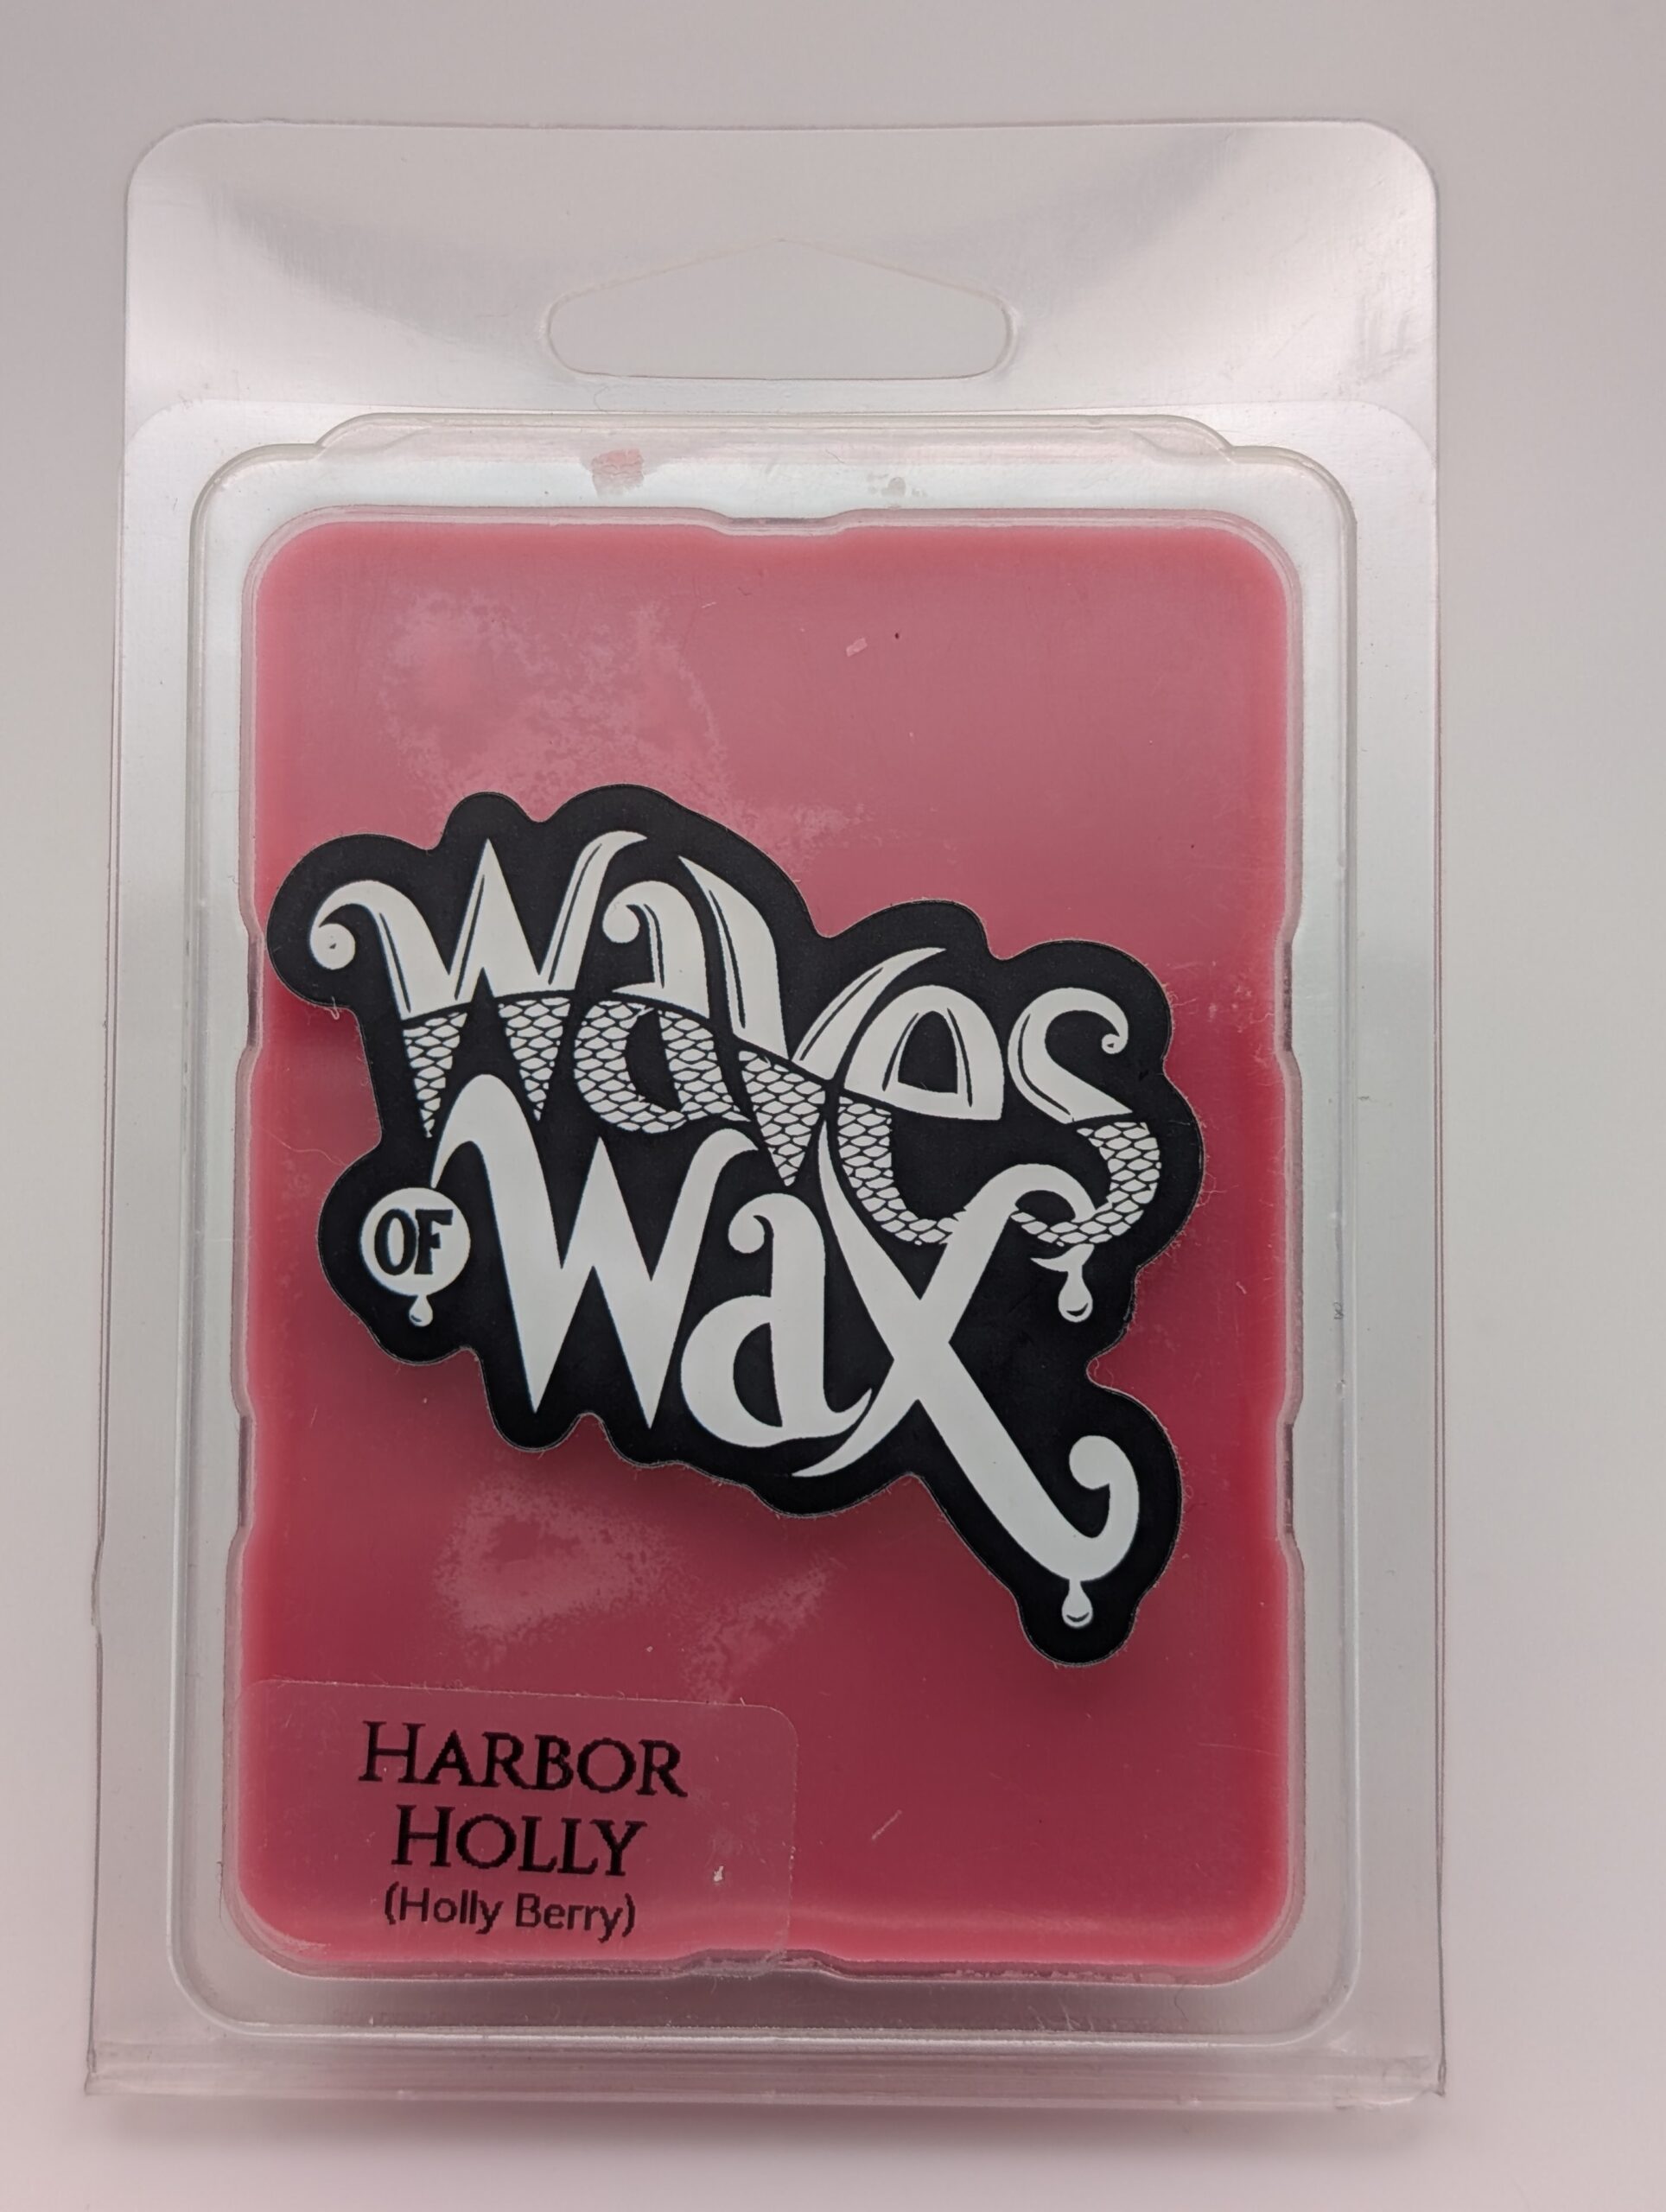 Waves
OF
Wax
HARBOR
HOLLY
(Holly Berry)